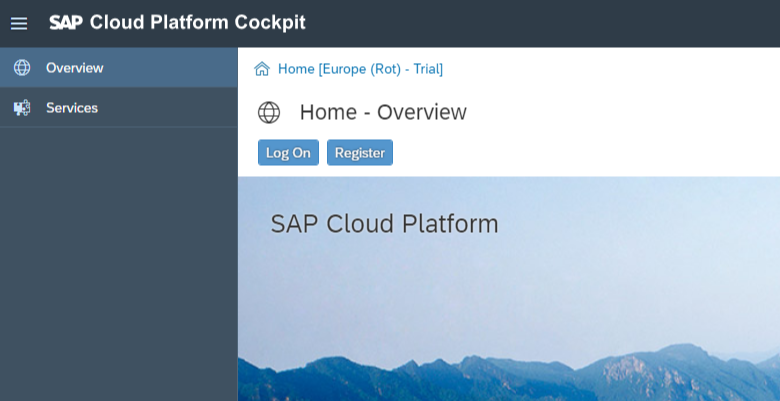 SAP Cloud Platform Cockpit
Overview
Services
Home [Europe (Rot) - Trial]
Home - Overview
Log On Register
SAP Cloud Platform